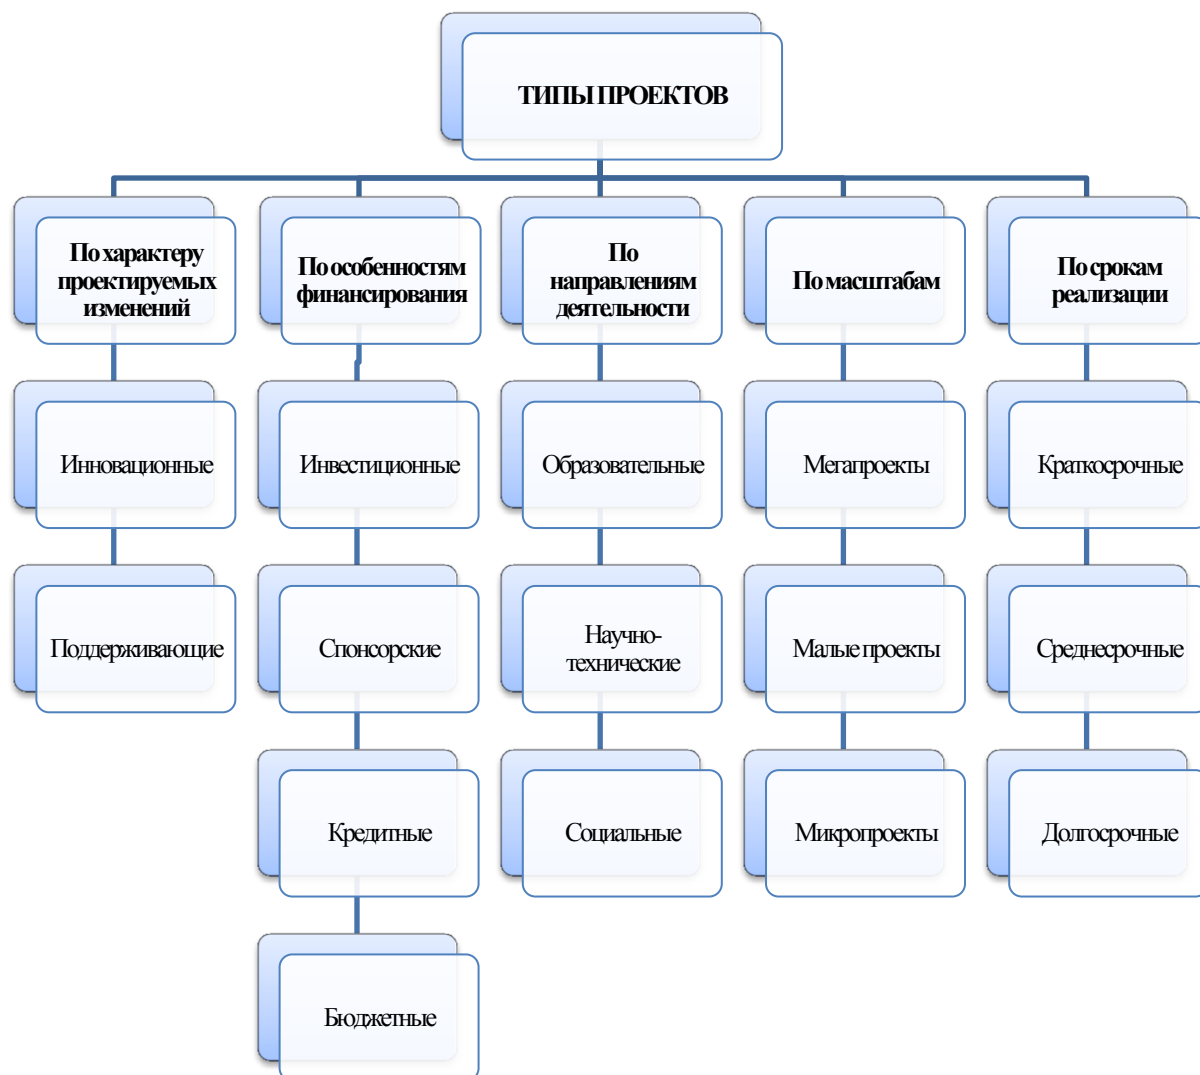 ТИПЫ ПРОЕКТОВ
По характеру
проектируемых
изменений
По особенностям
финансирования
По
направлениям
деятельности
По масштабам
По срокам
реализации
Инновационные
Инвестиционные
Образовательные
Мегапроекты
Краткосрочные
Поддерживающие
Спонсорские
Научно-
технические
Малые проекты
Среднесрочные
Кредитные
Социальные
Микропроекты
Долгосрочные
Бюджетные